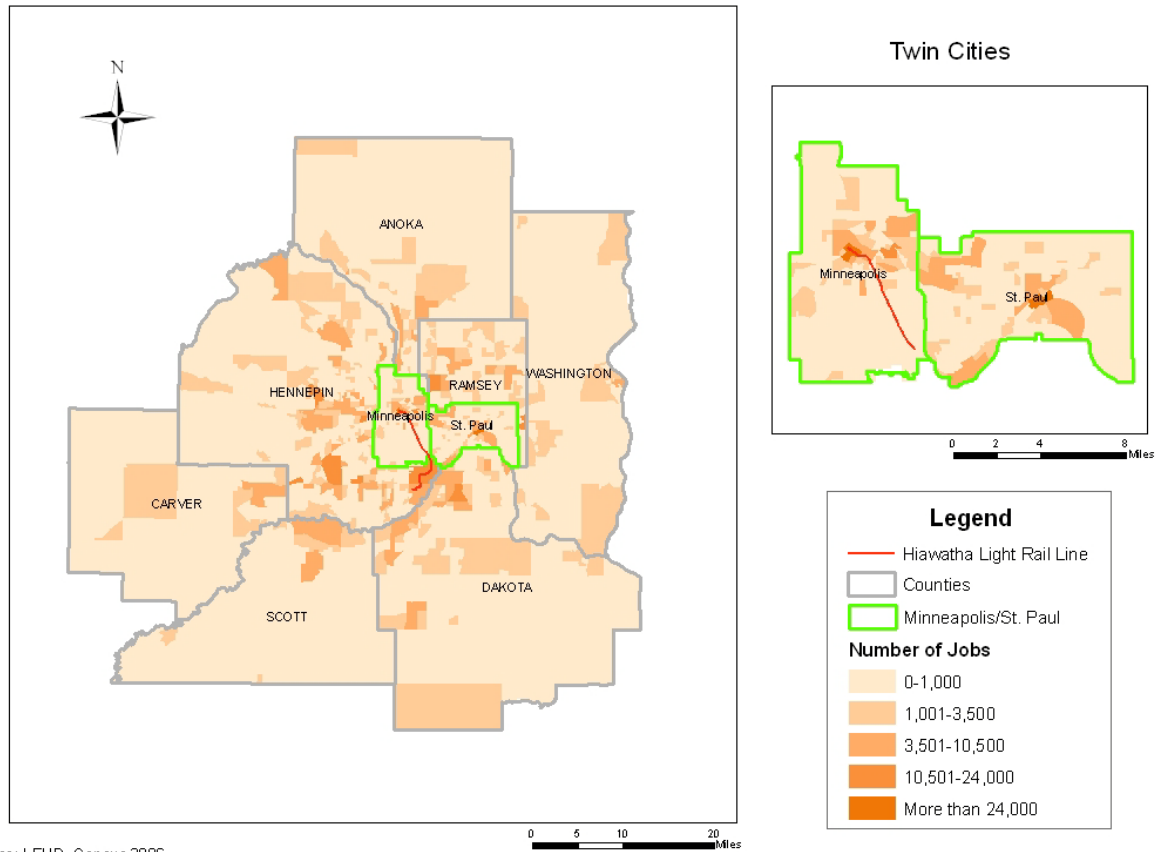 Twin Cities
N
ANOKA
HENNEPIN
RAMSEY
WASHINGTON
Minneapolis
St. Paul
CARVER
SCOTT
DAKOTA
0 5 10 20
Miles
Minneapolis
St. Paul
0 2 4 8
Miles
Legend
Hiawatha Light Rail Line
Counties
Minneapolis/St. Paul
Number of Jobs
0-1,000
1,001-3,500
3,501-10,500
10,501-24,000
More than 24,000